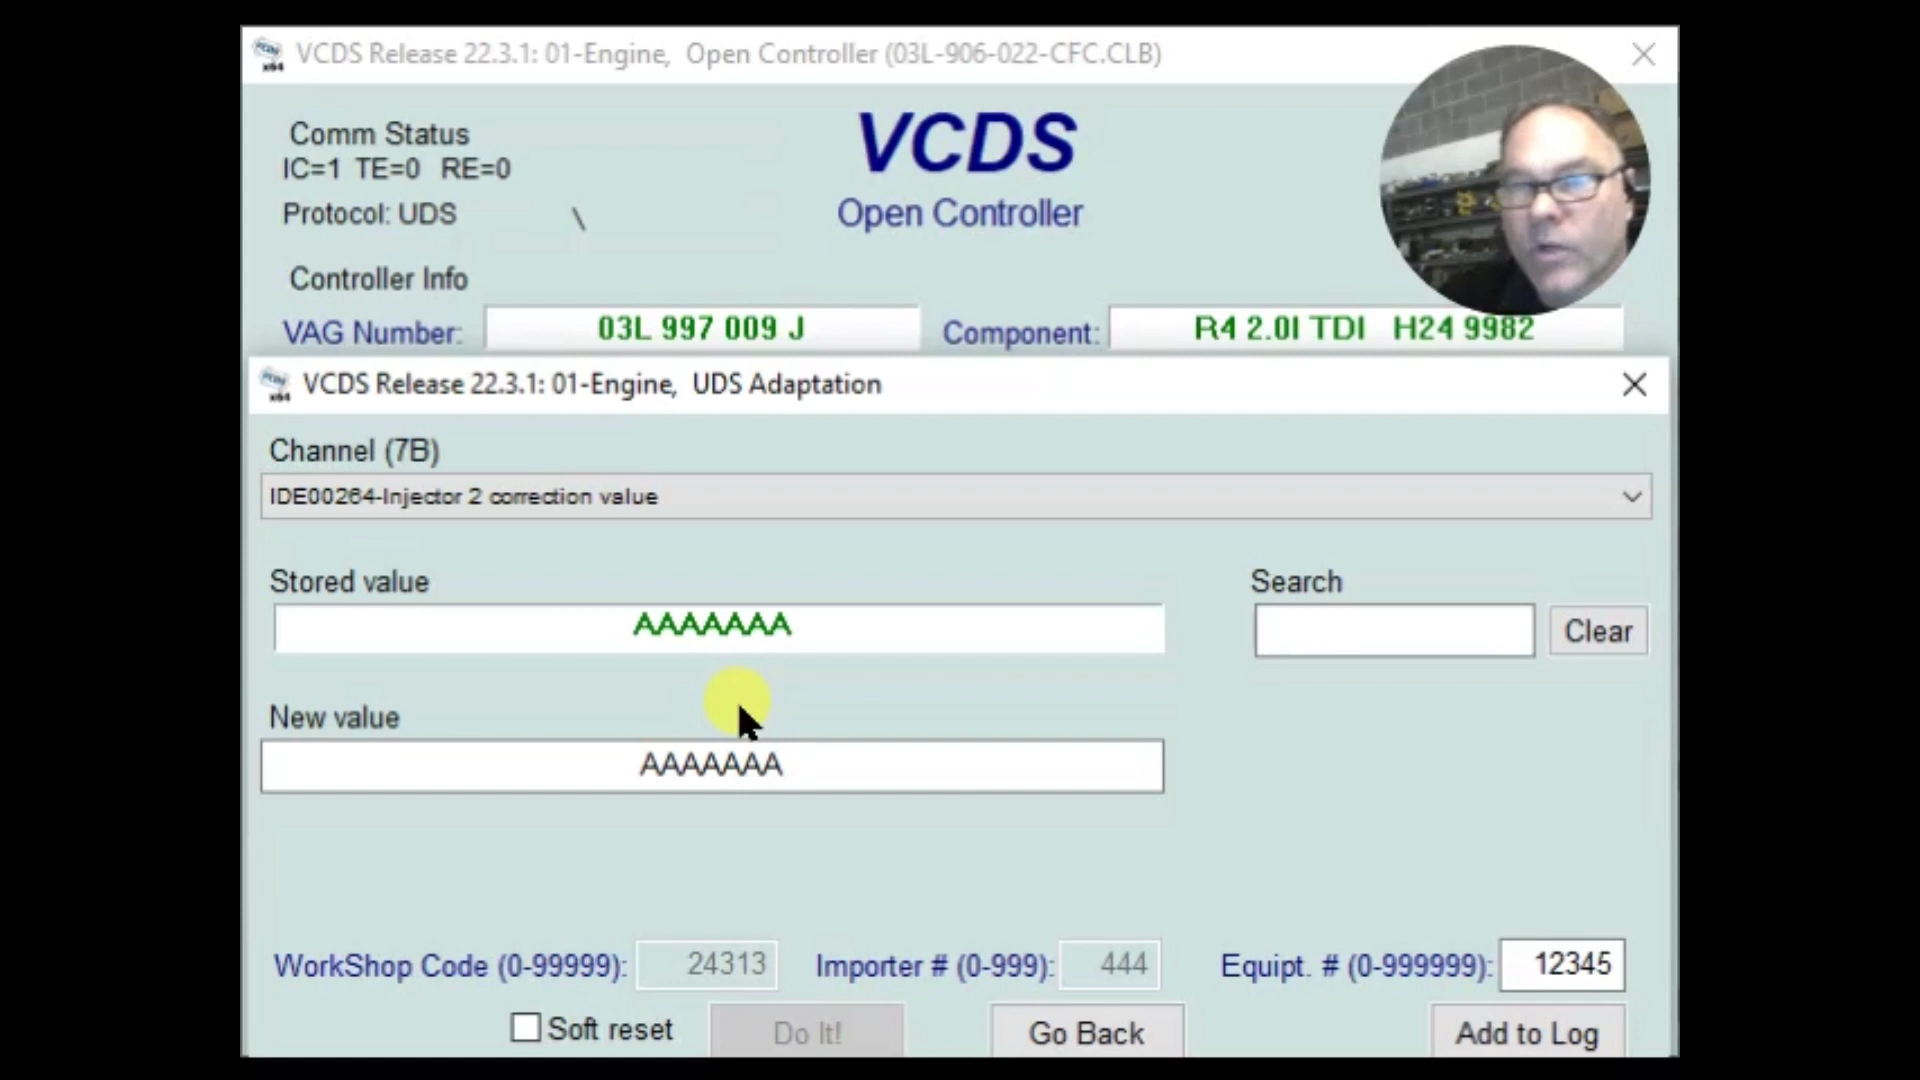 VCDS Release 22.3.1: 01-Engine, Open Controller (03L-906-022-CFC.CLB)
Comm Status
IC=1 TE=0 RE=0
Protocol: UDS \
VCDS
Open Controller
Controller Info
VAG Number: 03L 997 009 J Component: R4 2.0l TDI H24 9982
VCDS Release 22.3.1: 01-Engine, UDS Adaptation
Channel (7B)
IDE00264-Injector 2 correction value
Stored value
AAAAAAA
Search
Clear
New value
AAAAAAA
WorkShop Code (0-99999): 24313 Importer # (0-999): 444 Equipt. # (0-999999): 12345
Soft reset Do It! Go Back Add to Log